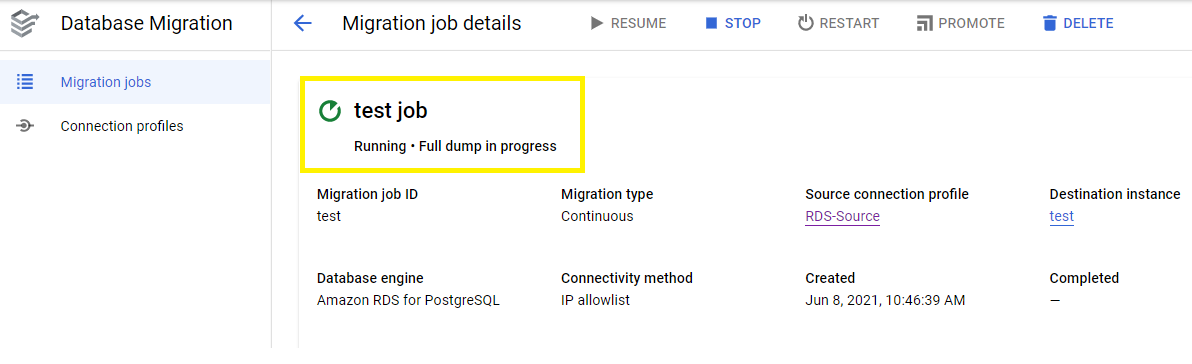 Database Migration
Migration job details
RESUME
STOP
RESTART
PROMOTE
DELETE
Migration jobs
Connection profiles
test job
Running • Full dump in progress
Migration job ID
Migration type
Source connection profile
Destination instance
test
Continuous
RDS-Source
test
Database engine
Connectivity method
Created
Completed
Amazon RDS for PostgreSQL
IP allowlist
Jun 8, 2021, 10:46:39 AM
—